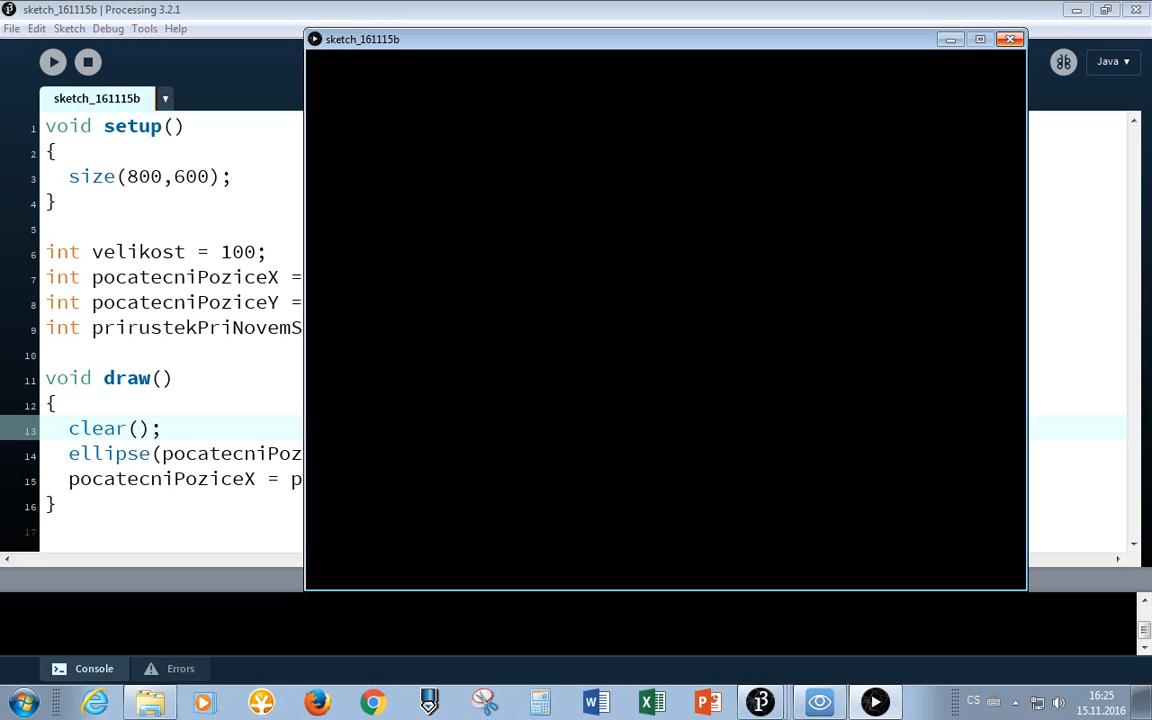 sketch_161115b | Processing 3.2.1
File Edit Sketch Debug Tools Help
sketch_161115b
Java ▾
sketch_161115b
1 void setup()
2 {
3 size(800,600);
4 }
5
6 int velikost = 100;
7 int pocatecniPoziceX =
8 int pocatecniPoziceY =
9 int prirustekPriNovemS
10
11 void draw()
12 {
13 clear();
14 ellipse(pocatecniPoz
15 pocatecniPoziceX = p
16 }
17
Console Errors
CS 16:25
15.11.2016